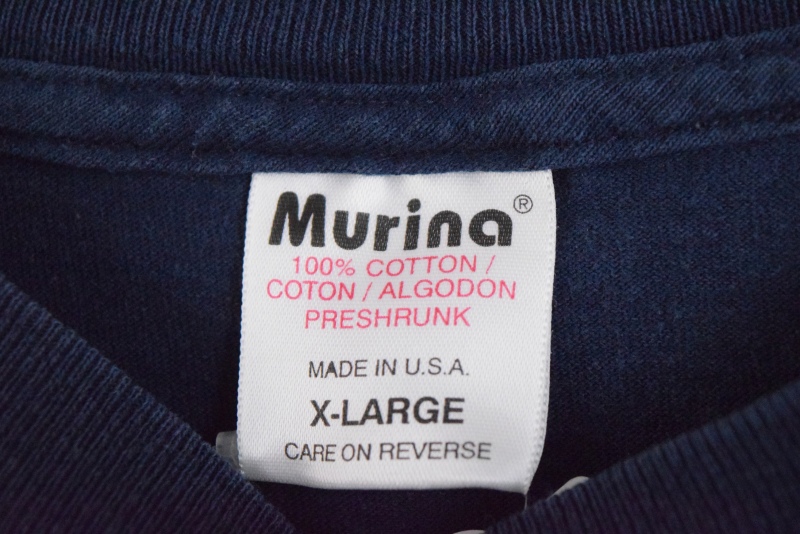 Murina®
100% COTTON /
COTON / ALGODON
PRESHRUNK
MADE IN U.S.A.
X-LARGE
CARE ON REVERSE